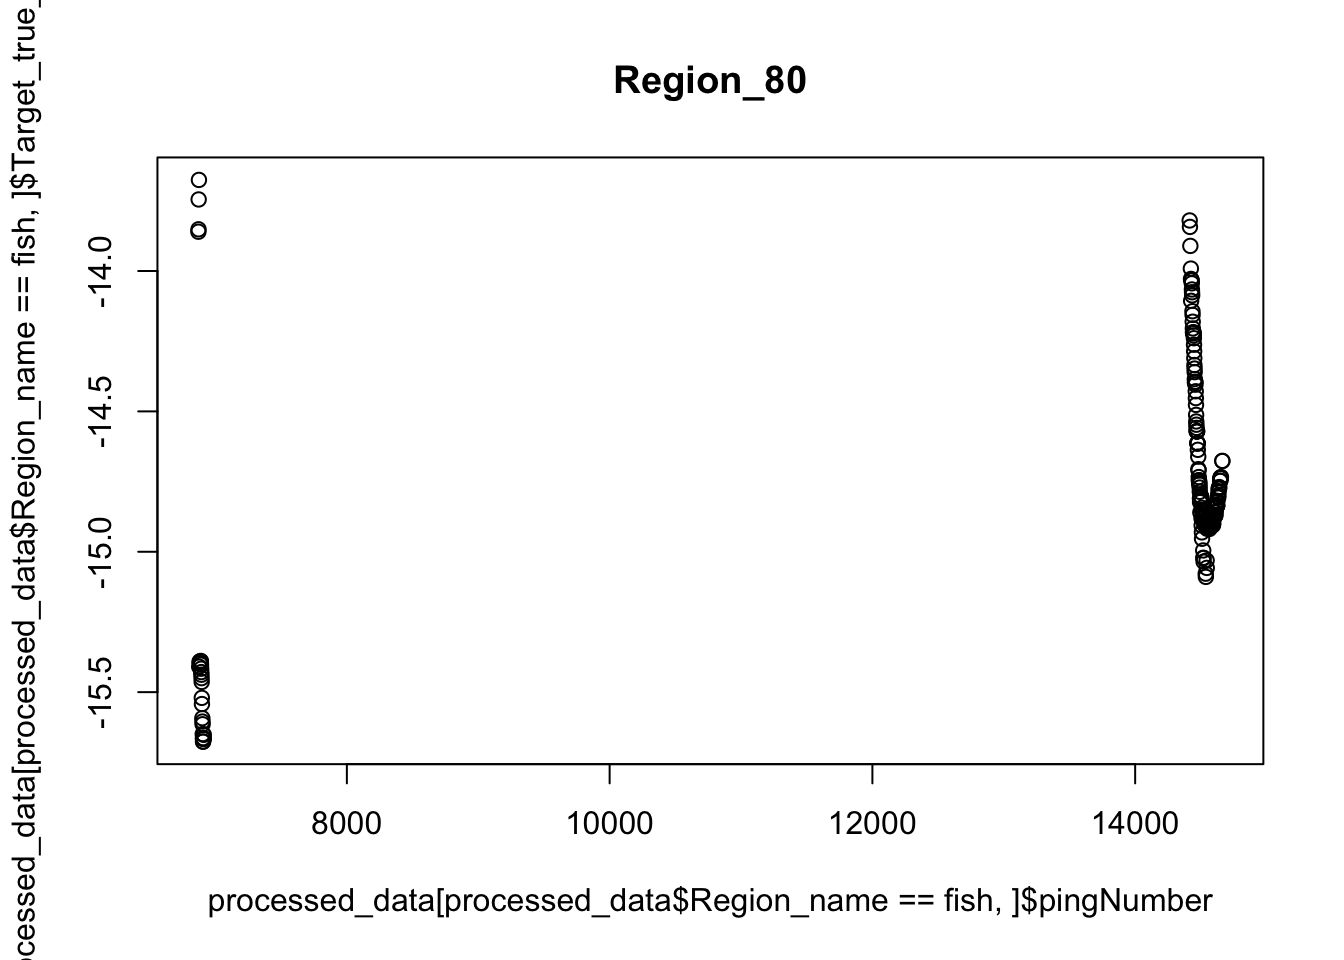 Region_80
processed_data[processed_data$Region_name == fish, ]$Target_true_
-14.0
-14.5
-15.0
-15.5
8000 10000 12000 14000
processed_data[processed_data$Region_name == fish, ]$pingNumber